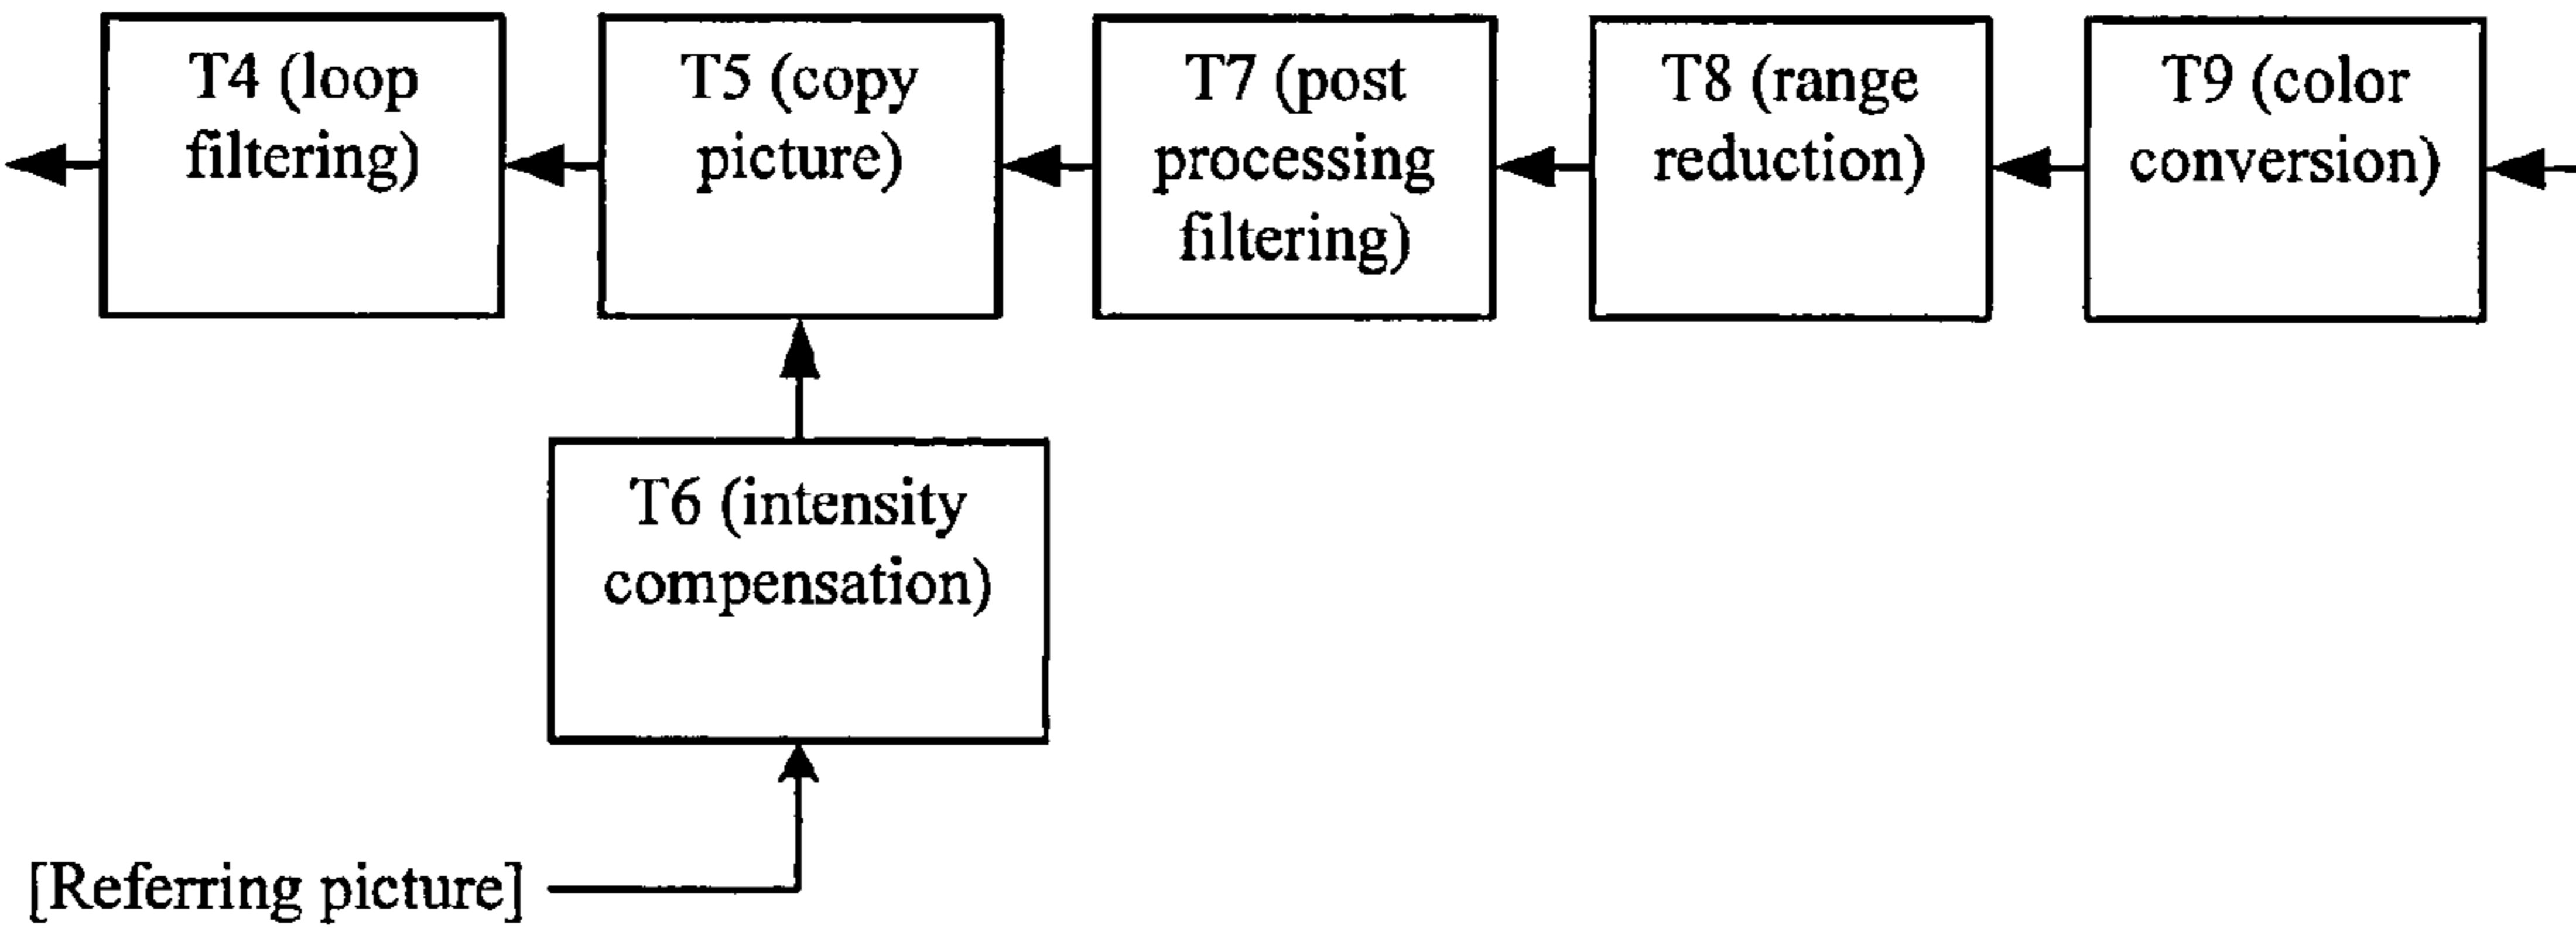 T4 (loop
filtering)
T5 (copy
picture)
T7 (post
processing
filtering)
T8 (range
reduction)
T9 (color
conversion)
T6 (intensity
compensation)
[Referring picture]